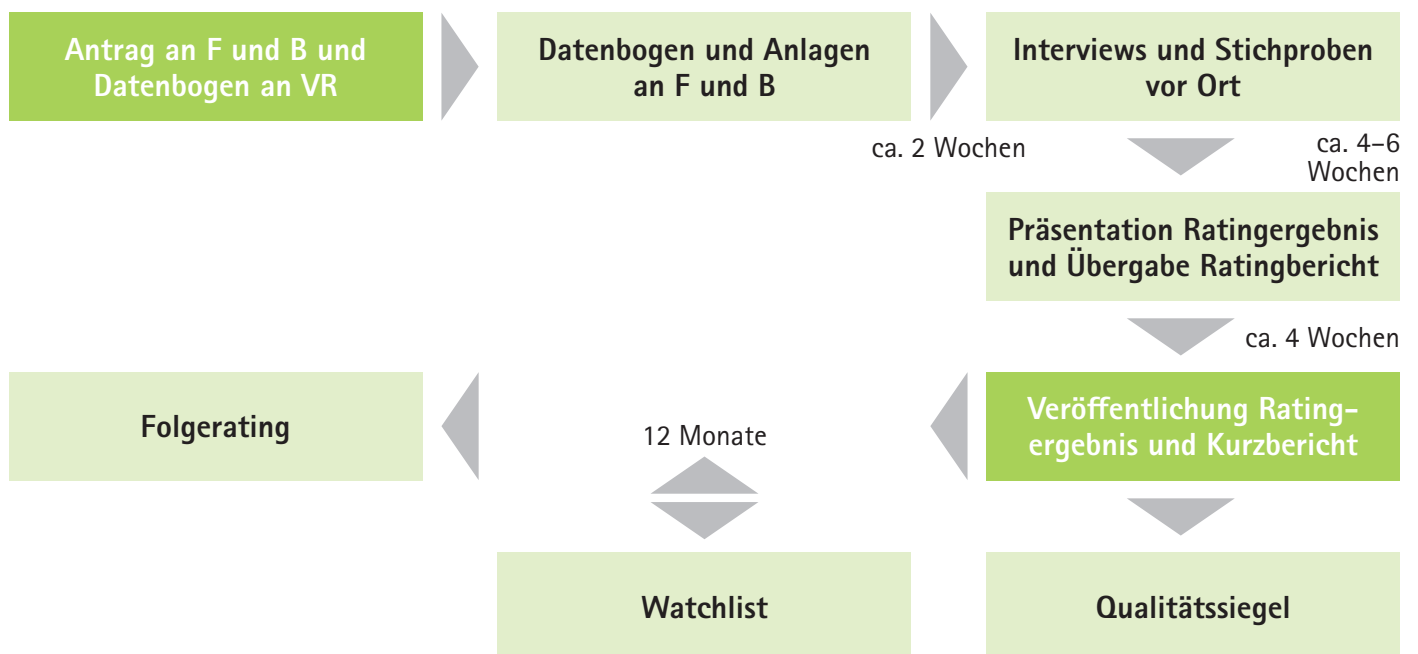 Antrag an F und B und
Datenbogen an VR
Datenbogen und Anlagen
an F und B
Interviews und Stichproben
vor Ort
ca. 2 Wochen
ca. 4–6
Wochen
Präsentation Ratingergebnis
und Übergabe Ratingbericht
ca. 4 Wochen
Veröffentlichung Rating-
ergebnis und Kurzbericht
12 Monate
Folgerating
Watchlist
Qualitätssiegel